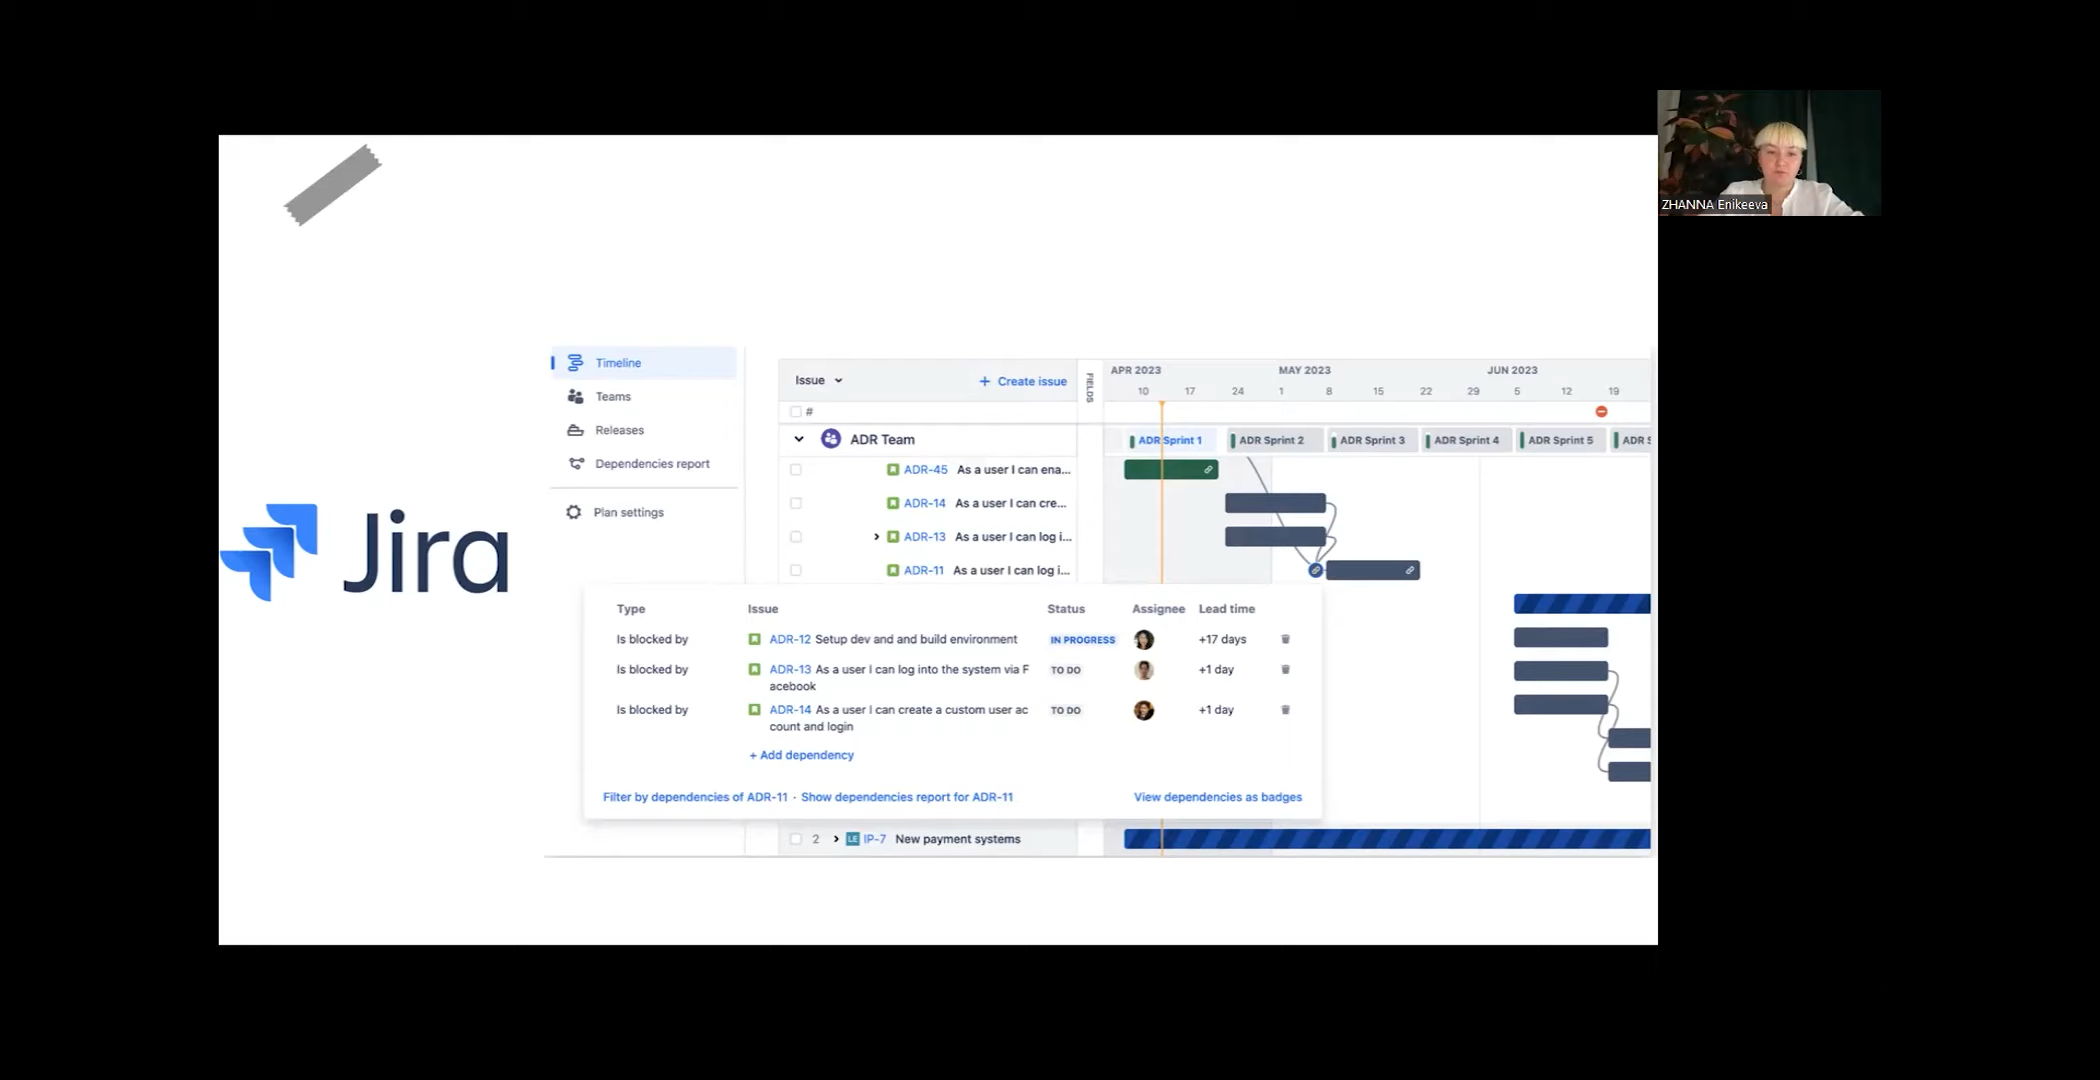 ZHANNA Enikeeva
Jira
Timeline
Teams
Releases
Dependencies report
Plan settings
Issue
+ Create issue
FIELDS
APR 2023 MAY 2023 JUN 2023
10 17 24 1 8 15 22 29 5 12 19
#
ADR Team
ADR Sprint 1 ADR Sprint 2 ADR Sprint 3 ADR Sprint 4 ADR Sprint 5 ADR S
ADR-45 As a user I can ena...
ADR-14 As a user I can cre...
ADR-13 As a user I can log i...
ADR-11 As a user I can log i...
Type Issue Status Assignee Lead time
Is blocked by ADR-12 Setup dev and and build environment IN PROGRESS +17 days
Is blocked by ADR-13 As a user I can log into the system via F TO DO +1 day
acebook
Is blocked by ADR-14 As a user I can create a custom user ac TO DO +1 day
count and login
+ Add dependency
Filter by dependencies of ADR-11 · Show dependencies report for ADR-11 View dependencies as badges
2 LE IP-7 New payment systems